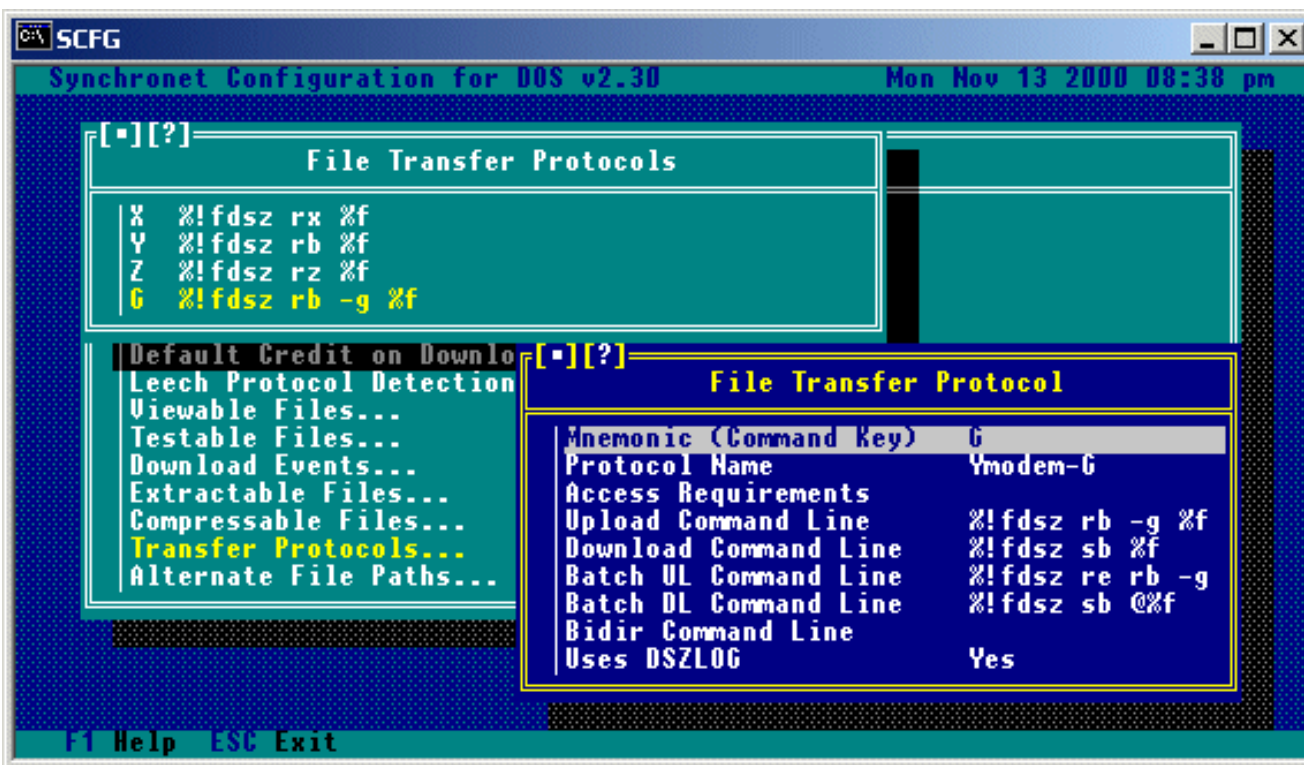 SCFG
Synchronet Configuration for DOS v2.30 Mon Nov 13 2000 08:38 pm
[■][?]
File Transfer Protocols
X %!fdsz rx %f
Y %!fdsz rb %f
Z %!fdsz rz %f
G %!fdsz rb -g %f
Default Credit on Downlo
Leech Protocol Detection
Viewable Files...
Testable Files...
Download Events...
Extractable Files...
Compressable Files...
Transfer Protocols...
Alternate File Paths...
[■][?]
File Transfer Protocol
Mnemonic (Command Key) G
Protocol Name Ymodem-G
Access Requirements
Upload Command Line %!fdsz rb -g %f
Download Command Line %!fdsz sb %f
Batch UL Command Line %!fdsz re rb -g
Batch DL Command Line %!fdsz sb @%f
Bidir Command Line
Uses DSZLOG Yes
F1 Help ESC Exit